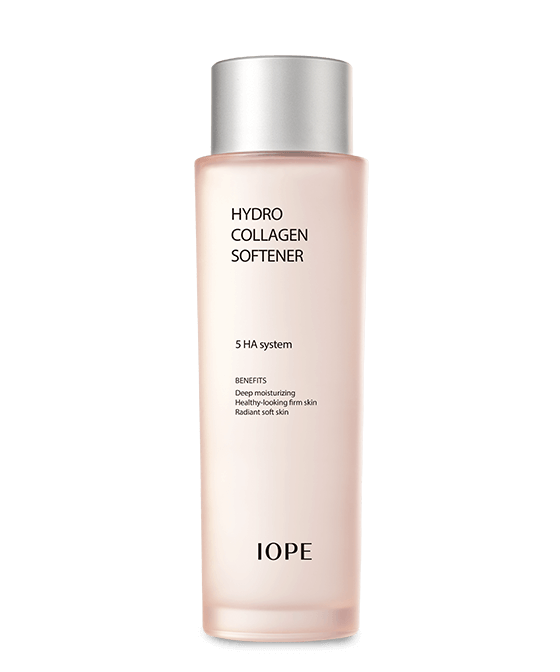 HYDRO
COLLAGEN
SOFTENER
5 HA system
BENEFITS
Deep moisturizing
Healthy-looking firm skin
Radiant soft skin
IOPE